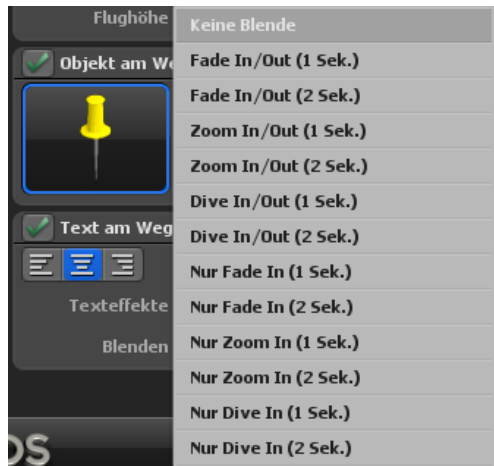 Flughöhe
Keine Blende
Objekt am We
Fade In/Out (1 Sek.)
Fade In/Out (2 Sek.)
Zoom In/Out (1 Sek.)
Zoom In/Out (2 Sek.)
Dive In/Out (1 Sek.)
Text am Weg
Dive In/Out (2 Sek.)
Nur Fade In (1 Sek.)
Texteffekte
Nur Fade In (2 Sek.)
Blenden
Nur Zoom In (1 Sek.)
Nur Zoom In (2 Sek.)
Nur Dive In (1 Sek.)
OS
Nur Dive In (2 Sek.)